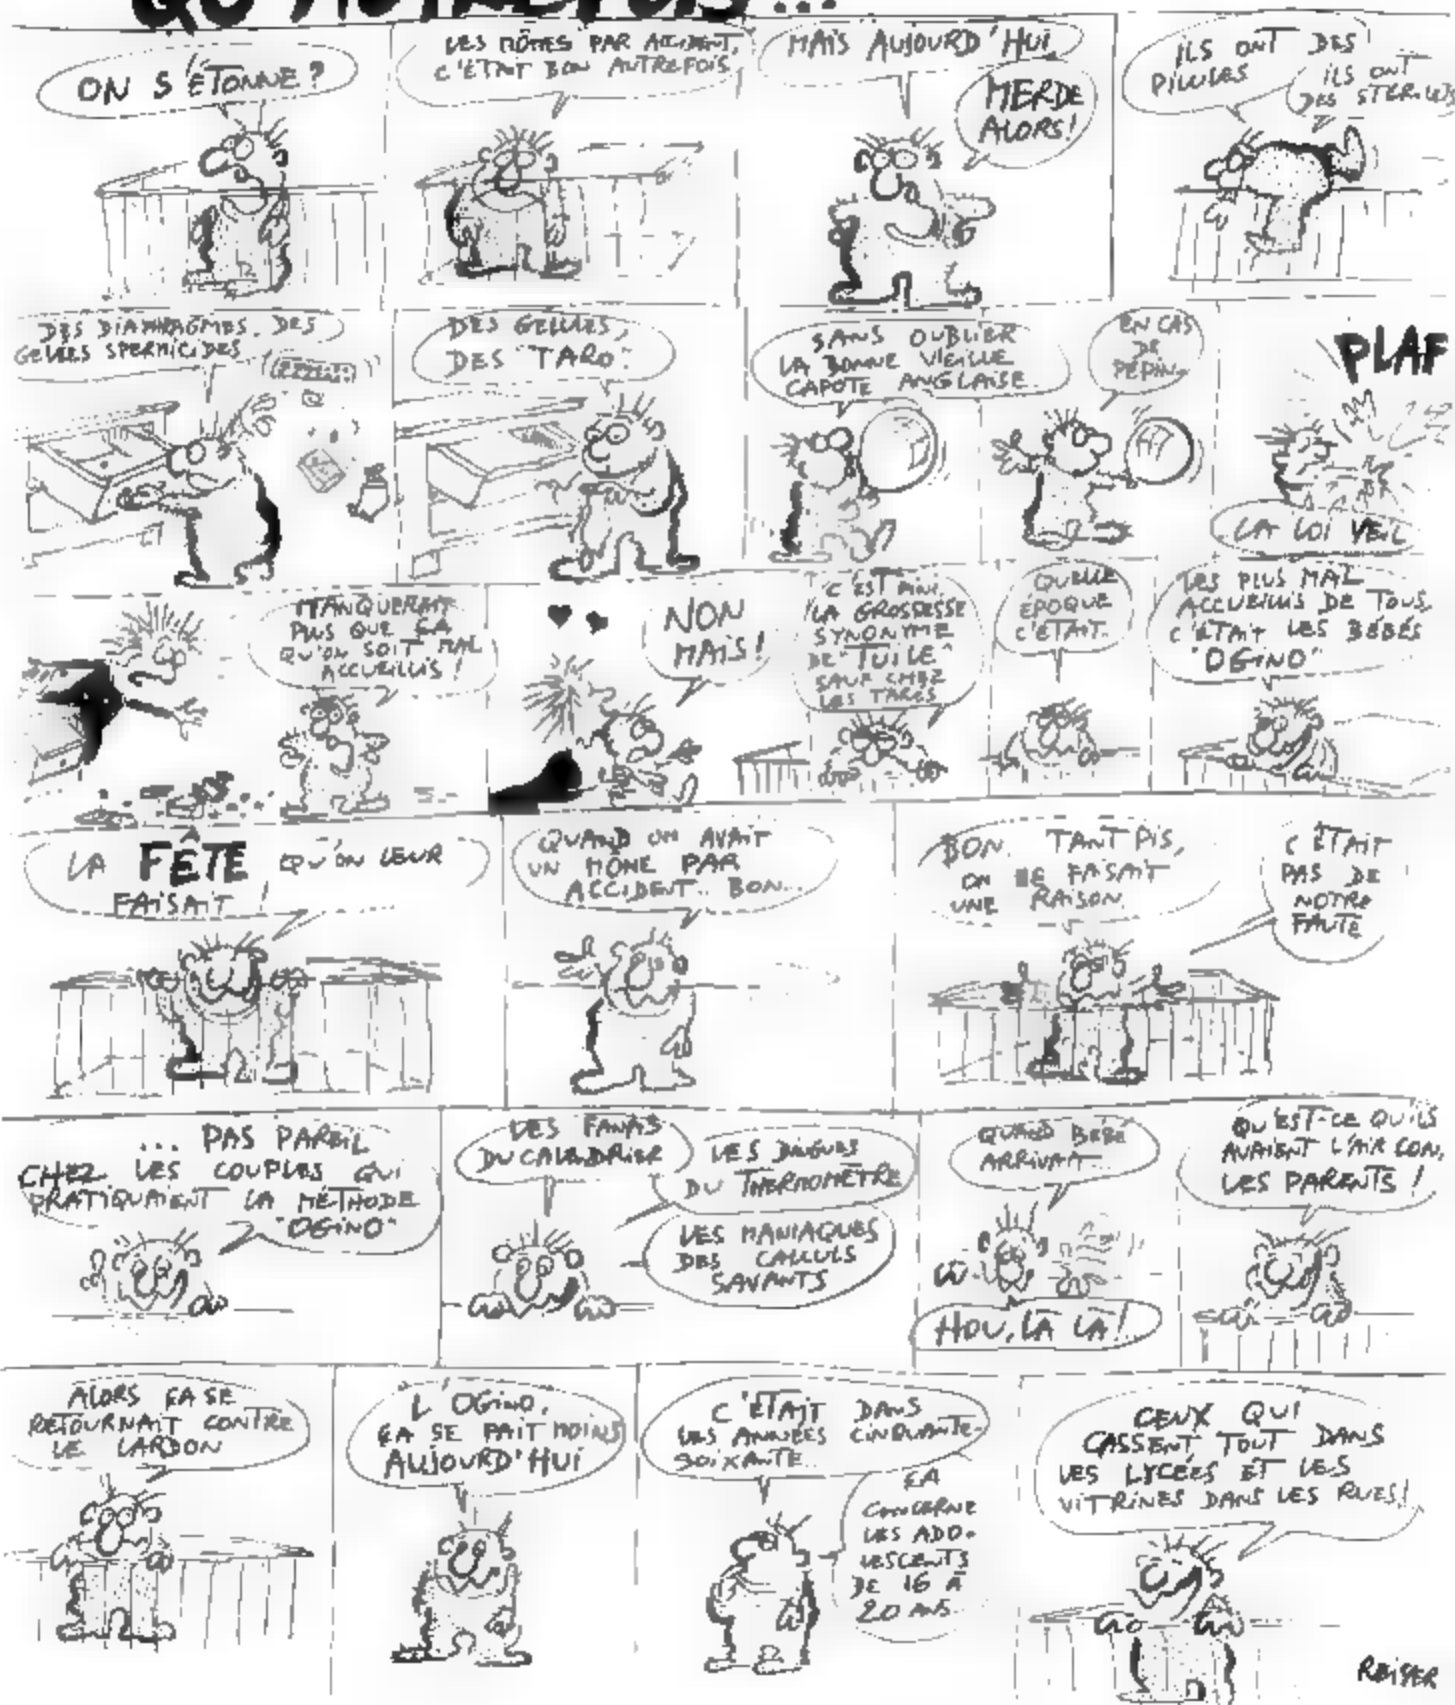 QU'AUTREFOIS...
ON S'ÉTONNE?
LES MÔMES PAR ACCIDENT,
C'ÉTAIT BON AUTREFOIS
MAIS AUJOURD'HUI
MERDE
ALORS!
ILS ONT DES
PILULES
ILS ONT
DES STÉRILETS
DES DIAPHRAGMES. DES
GELÉES SPERMICIDES
DES GELULES,
DES "TARO".
SANS OUBLIER
LA BONNE VIEILLE
CAPOTE ANGLAISE
EN CAS
DE
PÉPIN..
PLAF
LA LOI VEIL
MANQUERAIT
PLUS QUE ÇA
QU'ON SOIT MAL
ACCUEILLIS!
NON
MAIS!
C'EST FINI
LA GROSSESSE
SYNONYME
DE "TUILE"
SAUF CHEZ
LES TARÉS
QUELLE
ÉPOQUE
C'ÉTAIT.
LES PLUS MAL
ACCUEILLIS DE TOUS,
C'ÉTAIT LES BÉBÉS
"OGINO"
LA FÊTE QU'ON LEUR
FAISAIT
QUAND ON AVAIT
UN MÔME PAR
ACCIDENT.. BON...
BON. TANT PIS,
ON SE FAISAIT
UNE RAISON.
C'ÉTAIT
PAS DE
NOTRE
FAUTE
... PAS PAREIL
CHEZ LES COUPLES QUI
PRATIQUAIENT LA MÉTHODE
"OGINO"
LES FANAS
DU CALENDRIER
LES DINGUES
DU THERMOMÈTRE
LES MANIAQUES
DES CALCULS
SAVANTS
QUAND BÉBÉ
ARRIVAIT...
HOU, LÀ LÀ!
QU'EST-CE QU'ILS
AVAIENT L'AIR CON,
LES PARENTS!
ALORS ÇA SE
RETOURNAIT CONTRE
LE LARDON
L'OGINO,
ÇA SE FAIT MOINS
AUJOURD'HUI
C'ÉTAIT DANS
LES ANNÉES CINQUANTE-
SOIXANTE..
ÇA
CONCERNE
LES ADO-
LESCENTS
DE 16 À
20 ANS
CEUX QUI
CASSENT TOUT DANS
LES LYCÉES ET LES
VITRINES DANS LES RUES!
REISER